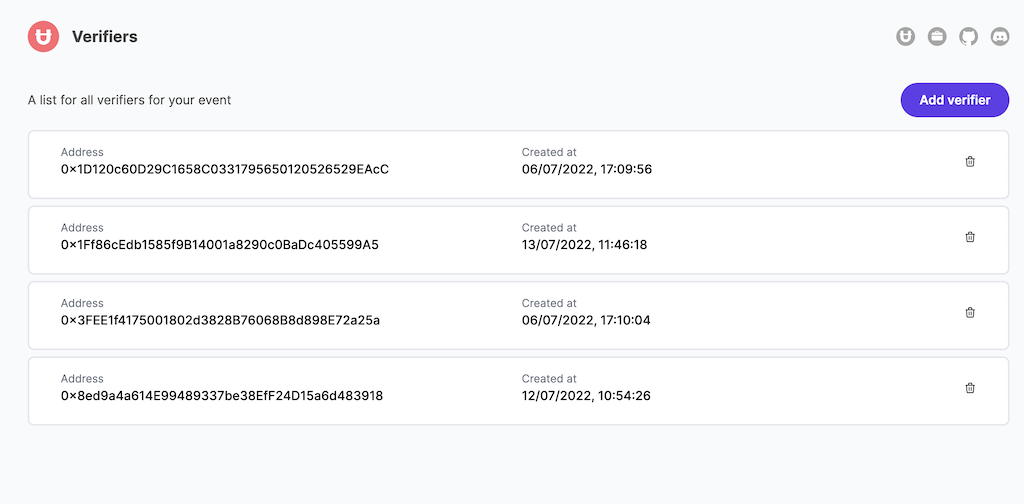 Verifiers
A list for all verifiers for your event
Add verifier
Address
Created at
0x1D120c60D29C1658C0331795650120526529EAcC
06/07/2022, 17:09:56
Address
Created at
0x1Ff86cEdb1585f9B14001a8290c0BaDc405599A5
13/07/2022, 11:46:18
Address
Created at
0x3FEE1f4175001802d3828B76068B8d898E72a25a
06/07/2022, 17:10:04
Address
Created at
0x8ed9a4a614E99489337be38EfF24D15a6d483918
12/07/2022, 10:54:26